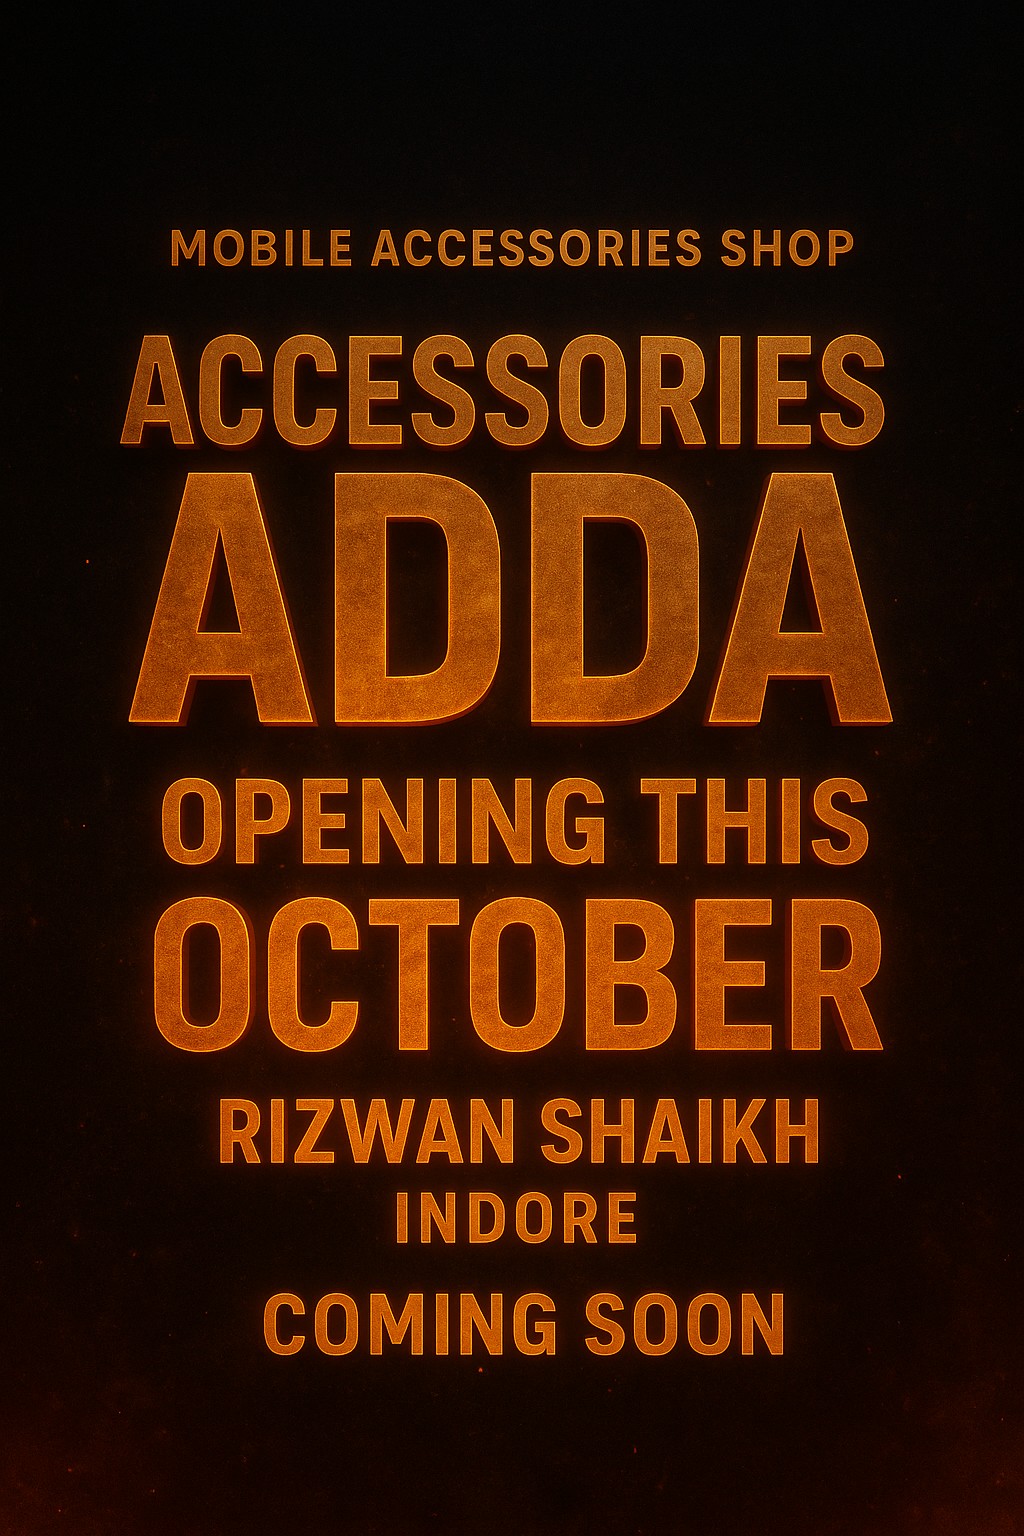 MOBILE ACCESSORIES SHOP
ACCESSORIES
ADDA
OPENING THIS
OCTOBER
RIZWAN SHAIKH
INDORE
COMING SOON